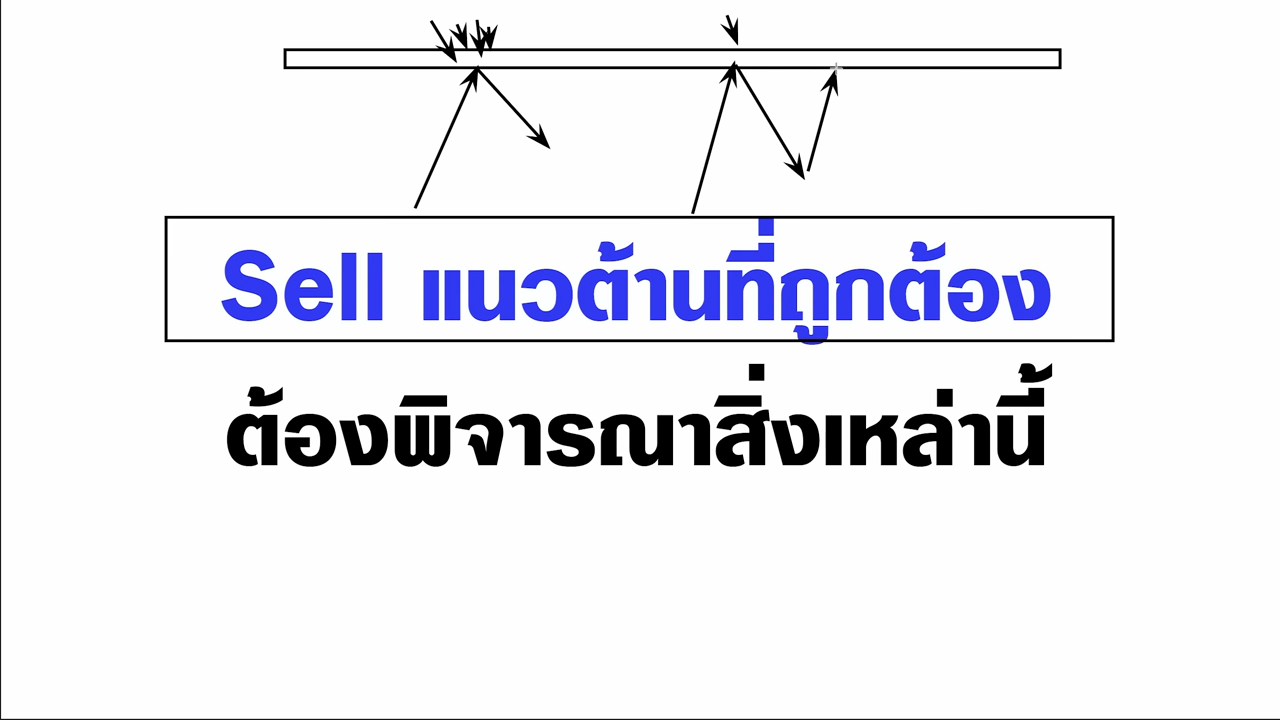 Sell แนวต้านที่ถูกต้อง
ต้องพิจารณาสิ่งเหล่านี้